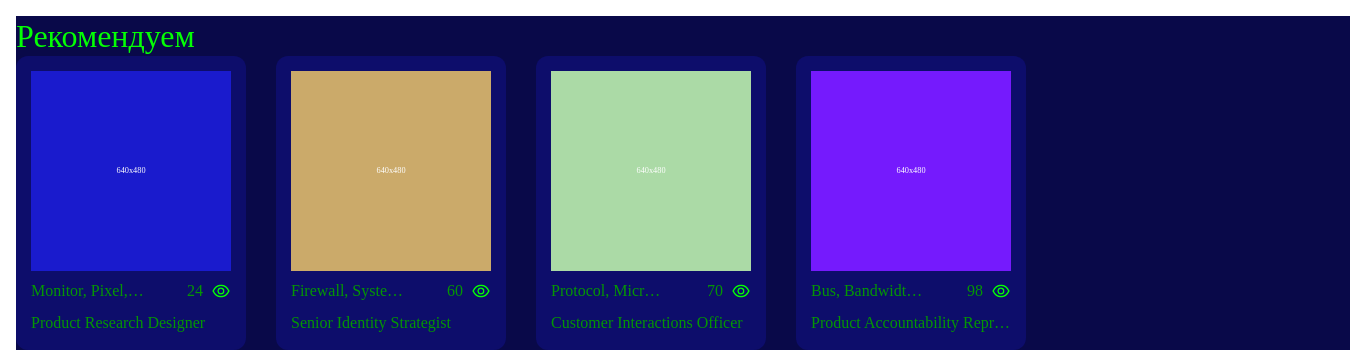 Рекомендуем
640x480
640x480
640x480
640x480
Monitor, Pixel,… 24
Firewall, Syste… 60
Protocol, Micr… 70
Bus, Bandwidt… 98
Product Research Designer
Senior Identity Strategist
Customer Interactions Officer
Product Accountability Repr…